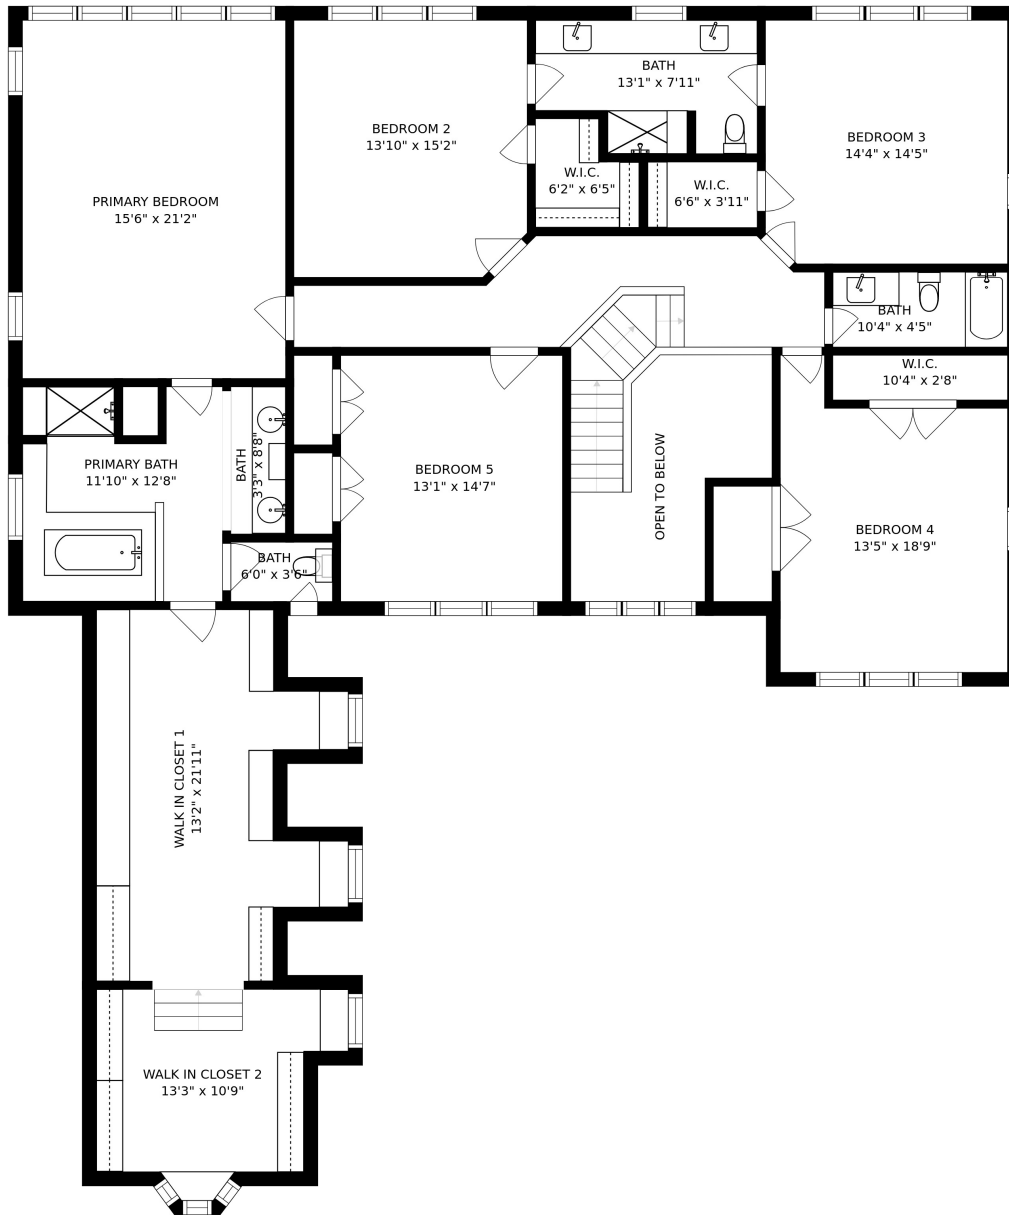 BATH
13'1" x 7'11"
BEDROOM 2
13'10" x 15'2"
BEDROOM 3
14'4" x 14'5"
W.I.C.
6'2" x 6'5"
W.I.C.
6'6" x 3'11"
PRIMARY BEDROOM
15'6" x 21'2"
BATH
10'4" x 4'5"
W.I.C.
10'4" x 2'8"
PRIMARY BATH
11'10" x 12'8"
BATH
3'3" x 8'8"
BEDROOM 5
13'1" x 14'7"
OPEN TO BELOW
BEDROOM 4
13'5" x 18'9"
BATH
6'0" x 3'6"
WALK IN CLOSET 1
13'2" x 21'11"
WALK IN CLOSET 2
13'3" x 10'9"